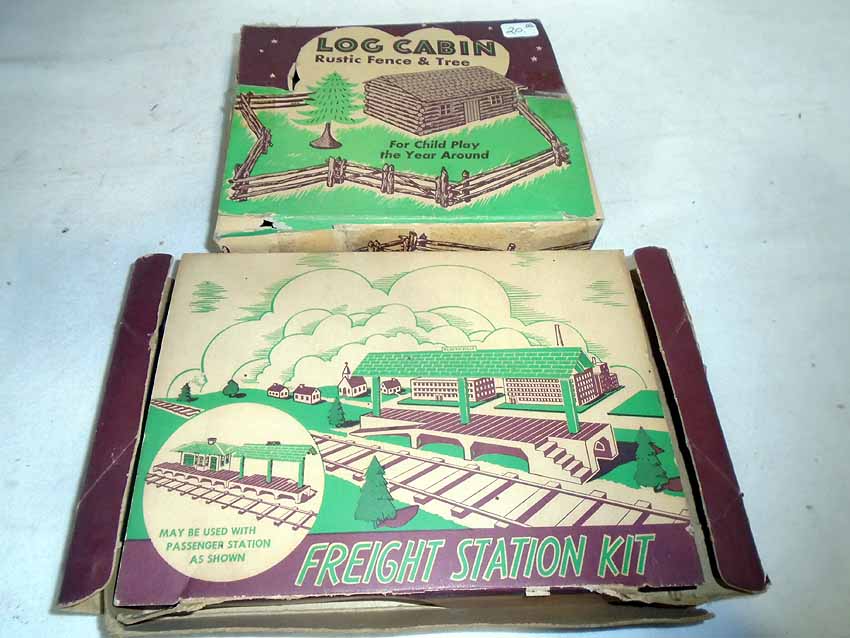 20.00
LOG CABIN
Rustic Fence & Tree
For Child Play
the Year Around
MAY BE USED WITH
PASSENGER STATION
AS SHOWN
FREIGHT STATION KIT